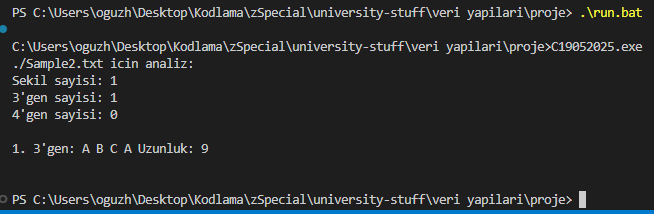 PS C:\Users\oguzh\Desktop\Kodlama\zSpecial\university-stuff\veri yapilari\proje> .\run.bat
C:\Users\oguzh\Desktop\Kodlama\zSpecial\university-stuff\veri yapilari\proje>C19052025.exe
./Sample2.txt icin analiz:
Sekil sayisi: 1
3'gen sayisi: 1
4'gen sayisi: 0
1. 3'gen: A B C A Uzunluk: 9
PS C:\Users\oguzh\Desktop\Kodlama\zSpecial\university-stuff\veri yapilari\proje>